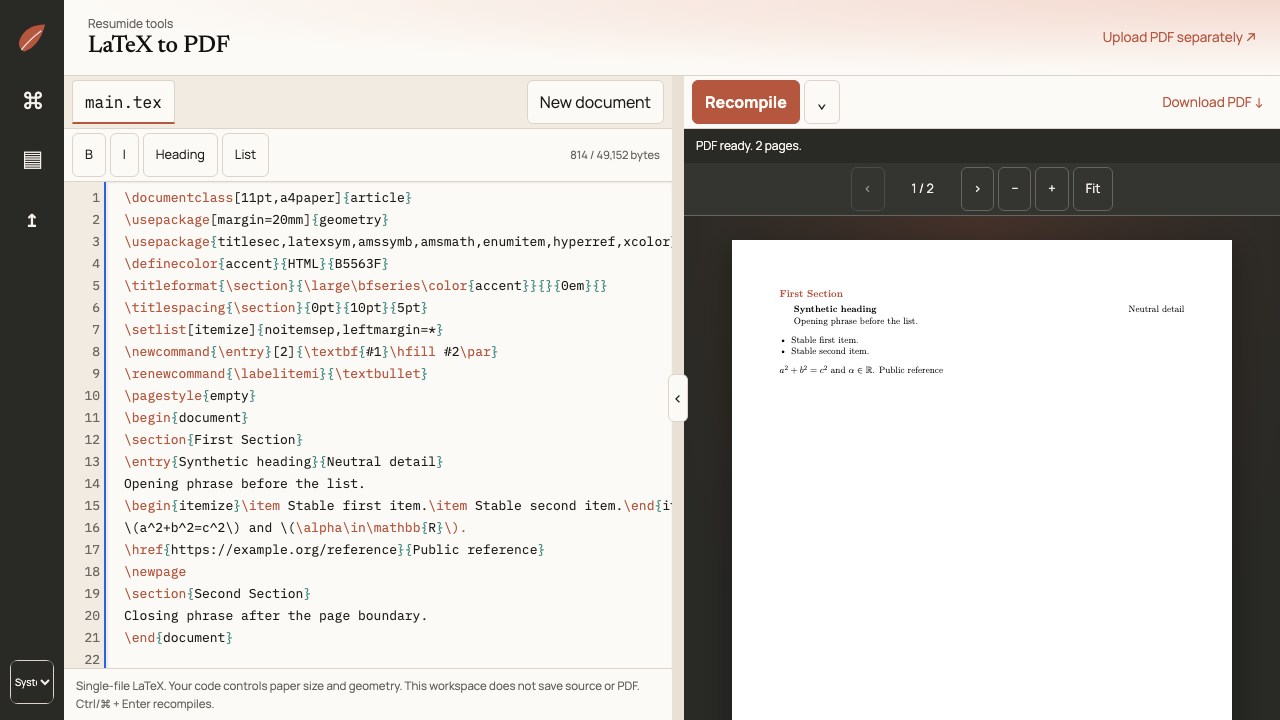 Resumide tools
LaTeX to PDF
Upload PDF separately ↗
main.tex
New document
Recompile
Download PDF ↓
B
I
Heading
List
814 / 49,152 bytes
PDF ready. 2 pages.
‹
1 / 2
›
−
+
Fit
1 \documentclass[11pt,a4paper]{article}
2 \usepackage[margin=20mm]{geometry}
3 \usepackage{titlesec,latexsym,amssymb,amsmath,enumitem,hyperref,xcolor}
4 \definecolor{accent}{HTML}{B5563F}
5 \titleformat{\section}{\large\bfseries\color{accent}}{}{0em}{}
6 \titlespacing{\section}{0pt}{10pt}{5pt}
7 \setlist[itemize]{noitemsep,leftmargin=*}
8 \newcommand{\entry}[2]{\textbf{#1}\hfill #2\par}
9 \renewcommand{\labelitemi}{\textbullet}
10 \pagestyle{empty}
11 \begin{document}
12 \section{First Section}
13 \entry{Synthetic heading}{Neutral detail}
14 Opening phrase before the list.
15 \begin{itemize}\item Stable first item.\item Stable second item.\end{it
16 \(a^2+b^2=c^2\) and \(\alpha\in\mathbb{R}\).
17 \href{https://example.org/reference}{Public reference}
18 \newpage
19 \section{Second Section}
20 Closing phrase after the page boundary.
21 \end{document}
22
First Section
Synthetic heading Neutral detail
Opening phrase before the list.
• Stable first item.
• Stable second item.
a² + b² = c² and α ∈ ℝ. Public reference
Syst
Single-file LaTeX. Your code controls paper size and geometry. This workspace does not save source or PDF.
Ctrl/⌘ + Enter recompiles.